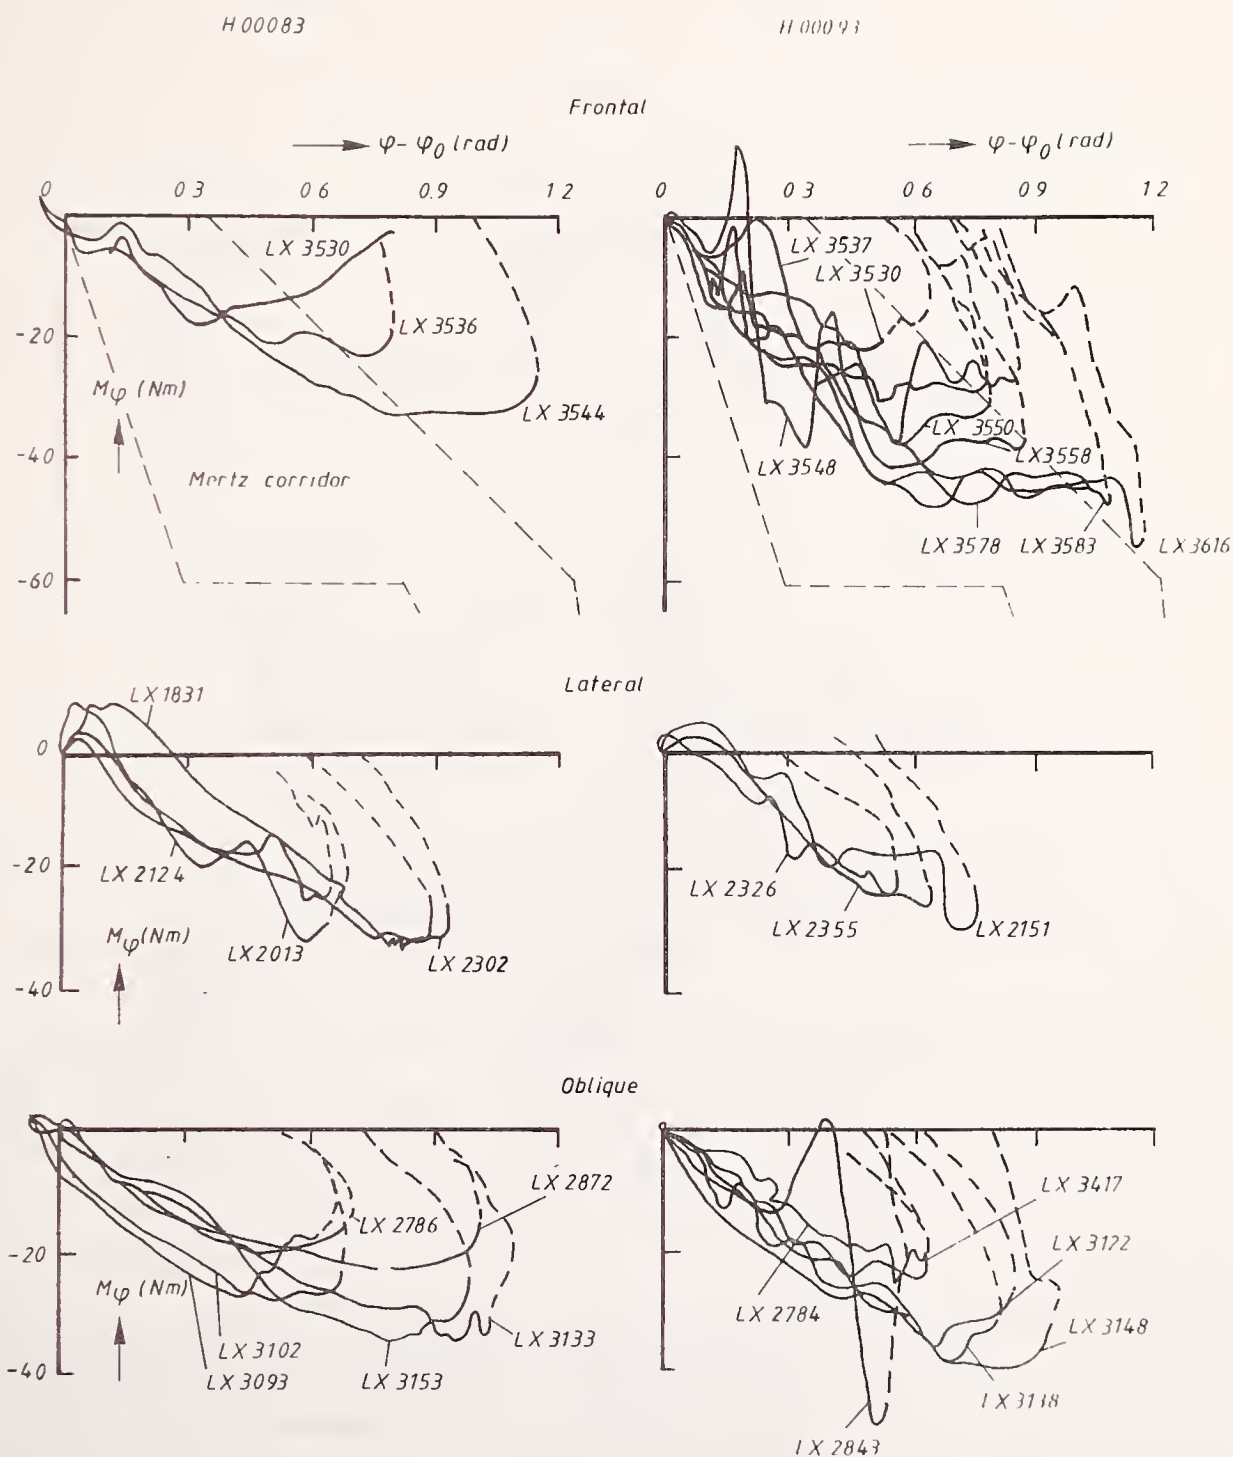 H 00083
H 00093
Frontal
φ-φ0 (rad)
φ-φ0 (rad)
0 0 3 0 6 0.9 1 2
0 0 3 0 6 0 9 1 2
LX 3530
LX 3536
LX 3544
-20
Mφ (Nm)
-40
Mertz corridor
-60
LX 3537
LX 3530
LX 3550
LX 3548
LX3558
LX 3578
LX 3583
LX3616
Lateral
LX 1831
0
-20
LX 2124
Mφ (Nm)
LX 2013
LX 2302
-40
LX 2326
LX 2355
LX 2151
Oblique
LX 2872
LX 2786
-20
Mφ (Nm)
LX 3102
LX 3133
-40
LX 3093
LX 3153
LX 3417
LX 3122
LX 2784
LX 3148
LX 3138
LX 2843